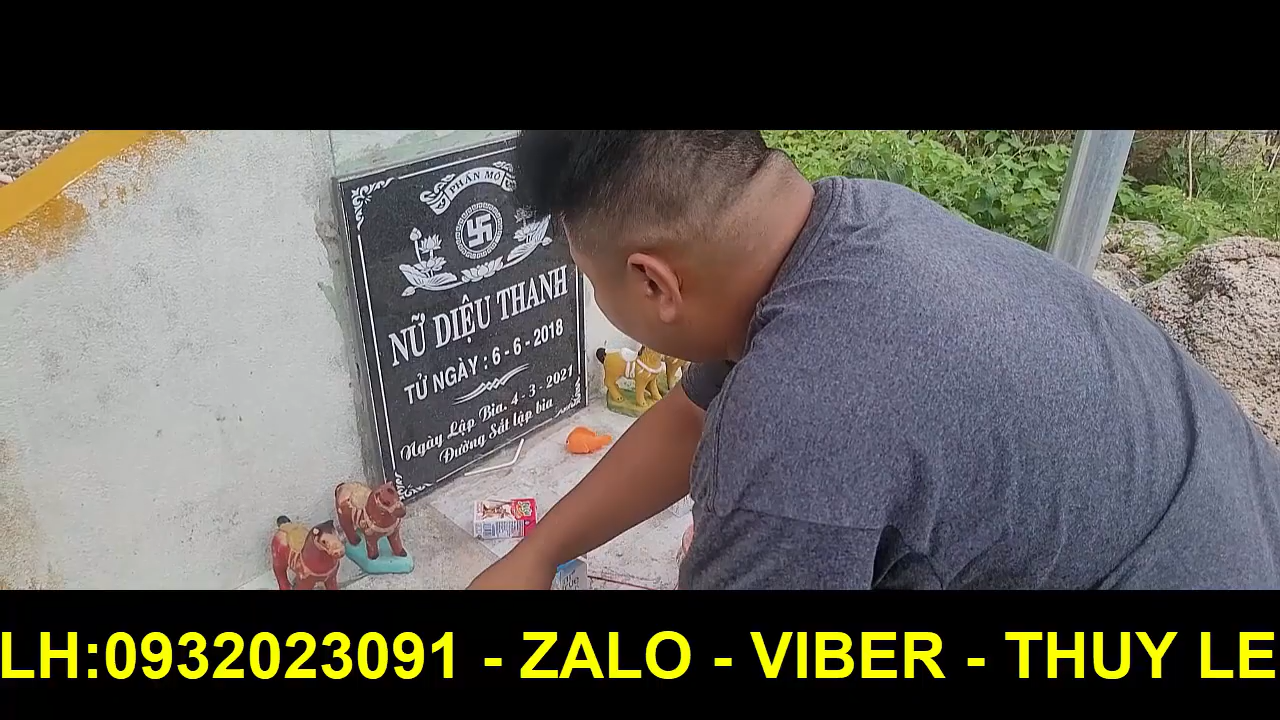 PHẦN MỘ
NỮ DIỆU THANH
TỬ NGÀY : 6 - 6 - 2018
Ngày Lập Bia. 4 - 3 - 2021
Đường Sắt lập bia
LH:0932023091 - ZALO - VIBER - THUY LE